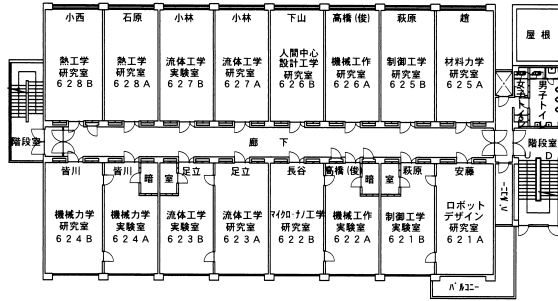 小西
石原
小林
小林
下山
高橋(俊)
萩原
趙
熱工学
研究室
628B
熱工学
研究室
628A
流体工学
実験室
627B
流体工学
研究室
627A
人間中心
設計工学
研究室
626B
機械工作
研究室
626A
制御工学
研究室
625B
材料力学
研究室
625A
屋根
女子トイレ
男子トイレ
階段室
廊下
階段室
U
D
皆川
皆川
暗
室
足立
足立
長谷
高橋(俊)
暗
室
萩原
安藤
機械力学
研究室
624B
機械力学
実験室
624A
流体工学
実験室
623B
流体工学
研究室
623A
マイクロ・ナノ工学
研究室
622B
機械工作
実験室
622A
制御工学
実験室
621B
ロボット
デザイン
研究室
621A
バルコニー
バルコニー